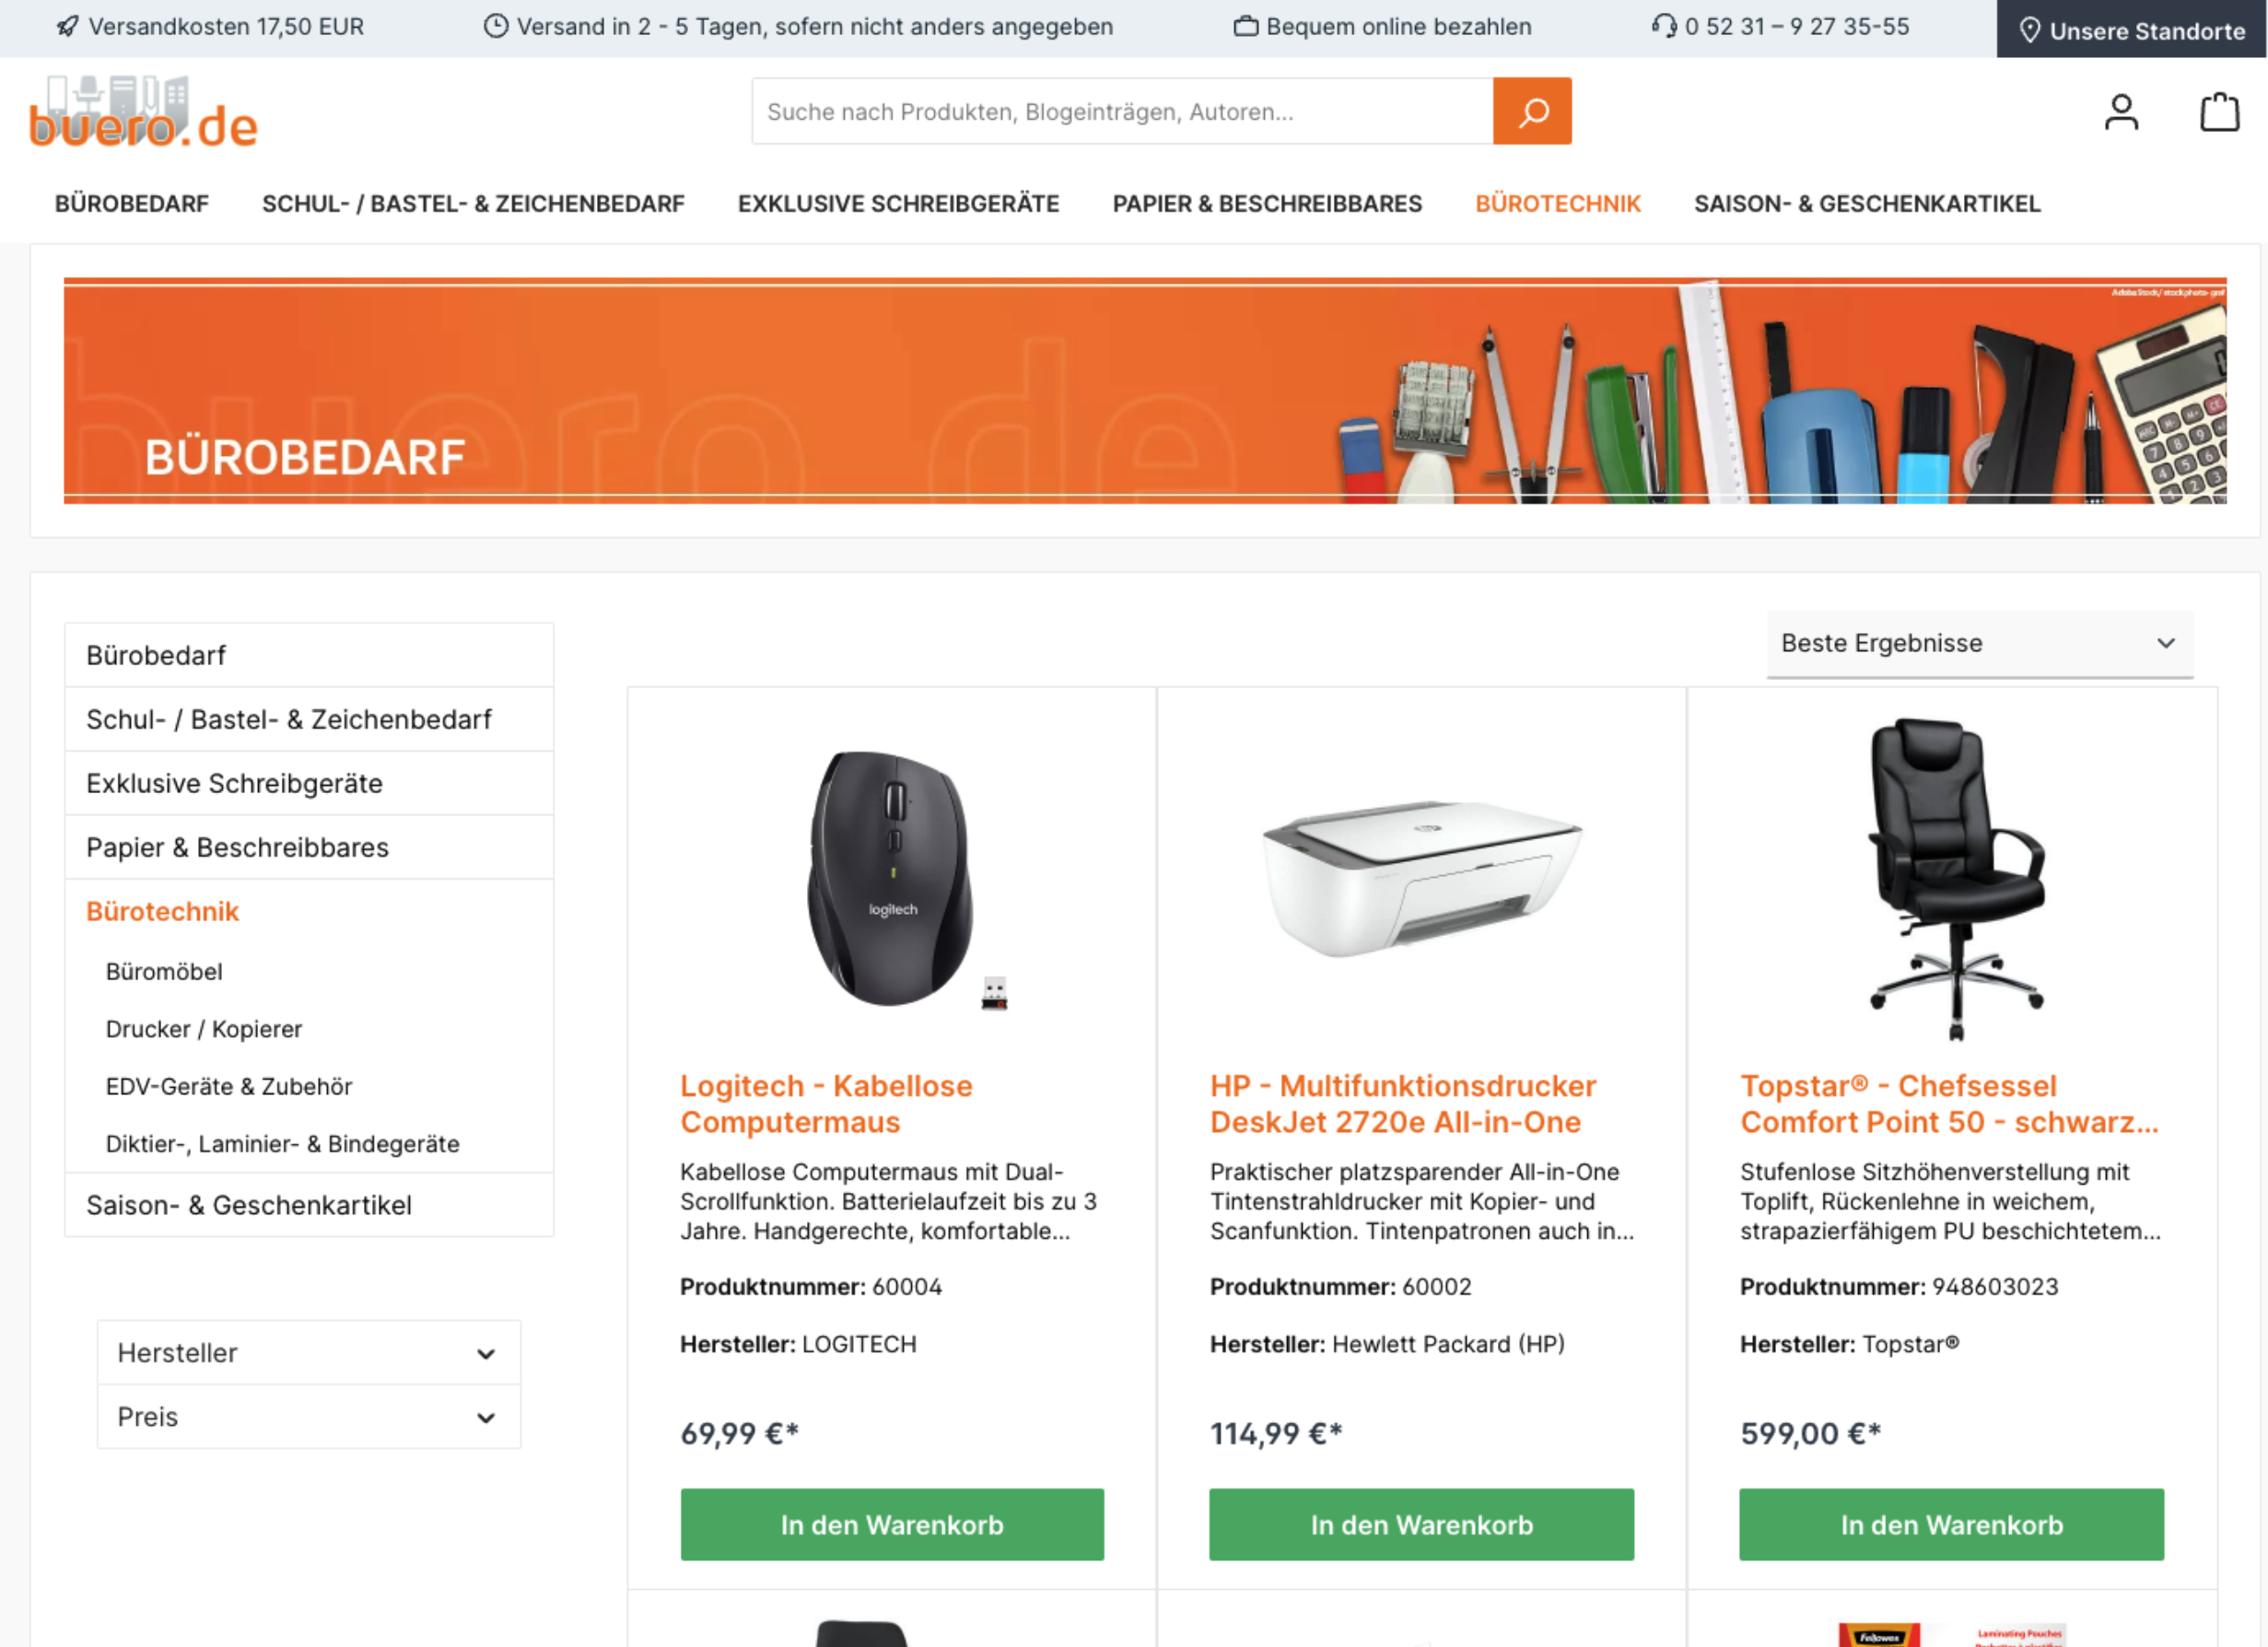 Versandkosten 17,50 EUR
Versand in 2 - 5 Tagen, sofern nicht anders angegeben
Bequem online bezahlen
0 52 31 – 9 27 35-55
Unsere Standorte
buero.de
Suche nach Produkten, Blogeinträgen, Autoren...
BÜROBEDARF
SCHUL- / BASTEL- & ZEICHENBEDARF
EXKLUSIVE SCHREIBGERÄTE
PAPIER & BESCHREIBBARES
BÜROTECHNIK
SAISON- & GESCHENKARTIKEL
buero.de
BÜROBEDARF
Beste Ergebnisse
Bürobedarf
Schul- / Bastel- & Zeichenbedarf
Exklusive Schreibgeräte
Papier & Beschreibbares
Bürotechnik
Büromöbel
Drucker / Kopierer
EDV-Geräte & Zubehör
Diktier-, Laminier- & Bindegeräte
Saison- & Geschenkartikel
Hersteller
Preis
logitech
Logitech - Kabellose
Computermaus
Kabellose Computermaus mit Dual-
Scrollfunktion. Batterielaufzeit bis zu 3
Jahre. Handgerechte, komfortable...
Produktnummer: 60004
Hersteller: LOGITECH
69,99 €*
In den Warenkorb
hp
HP - Multifunktionsdrucker
DeskJet 2720e All-in-One
Praktischer platzsparender All-in-One
Tintenstrahldrucker mit Kopier- und
Scanfunktion. Tintenpatronen auch in...
Produktnummer: 60002
Hersteller: Hewlett Packard (HP)
114,99 €*
In den Warenkorb
Topstar® - Chefsessel
Comfort Point 50 - schwarz...
Stufenlose Sitzhöhenverstellung mit
Toplift, Rückenlehne in weichem,
strapazierfähigem PU beschichtetem...
Produktnummer: 948603023
Hersteller: Topstar®
599,00 €*
In den Warenkorb
Fellowes
Laminating Pouches